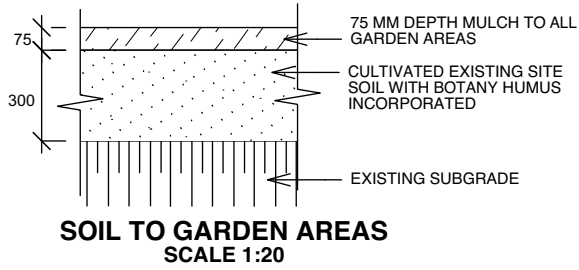 75
300
75 MM DEPTH MULCH TO ALL
GARDEN AREAS
CULTIVATED EXISTING SITE
SOIL WITH BOTANY HUMUS
INCORPORATED
EXISTING SUBGRADE
SOIL TO GARDEN AREAS
SCALE 1:20